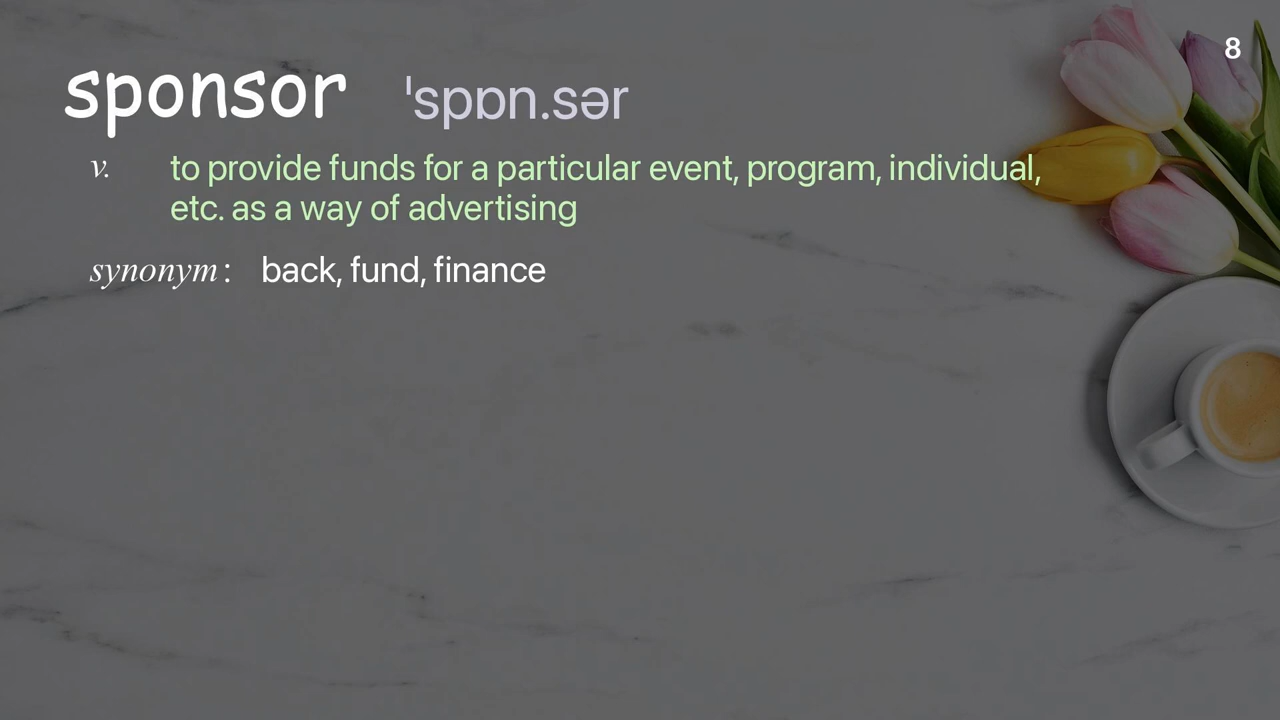 8
sponsor ˈspɒn.sər
v. to provide funds for a particular event, program, individual,
etc. as a way of advertising
synonym: back, fund, finance